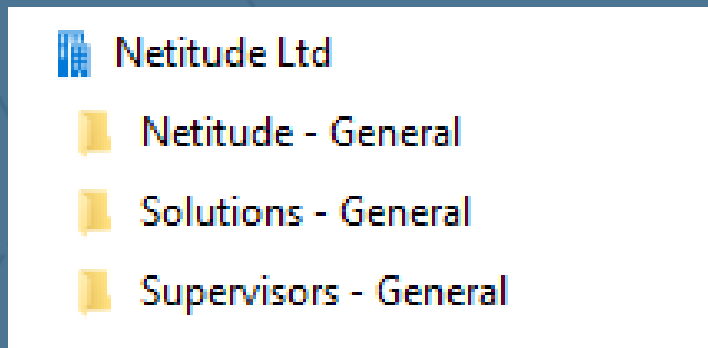 Netitude Ltd
Netitude - General
Solutions - General
Supervisors - General